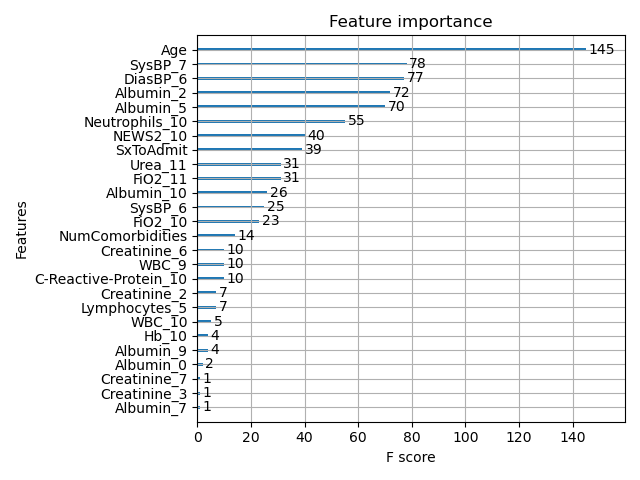 Feature importance
Features
Age 145
SysBP_7 78
DiasBP_6 77
Albumin_2 72
Albumin_5 70
Neutrophils_10 55
NEWS2_10 40
SxToAdmit 39
Urea_11 31
FiO2_11 31
Albumin_10 26
SysBP_6 25
FiO2_10 23
NumComorbidities 14
Creatinine_6 10
WBC_9 10
C-Reactive-Protein_10 10
Creatinine_2 7
Lymphocytes_5 7
WBC_10 5
Hb_10 4
Albumin_9 4
Albumin_0 2
Creatinine_7 1
Creatinine_3 1
Albumin_7 1
0 20 40 60 80 100 120 140
F score